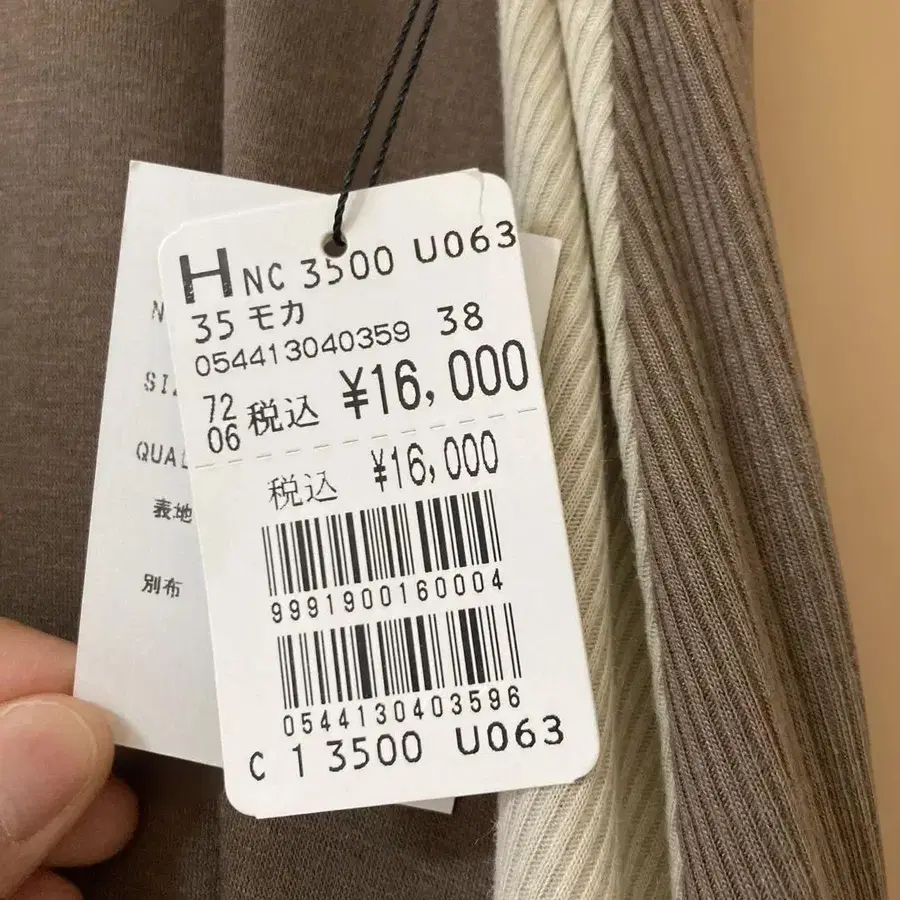 H NC 3500 U063
35 モカ
054413040359 38
72
06 税込 ¥16,000
税込 ¥16,000
9991900160004
0544130403596
C 1 3500 U063
QUAL
表地
別布